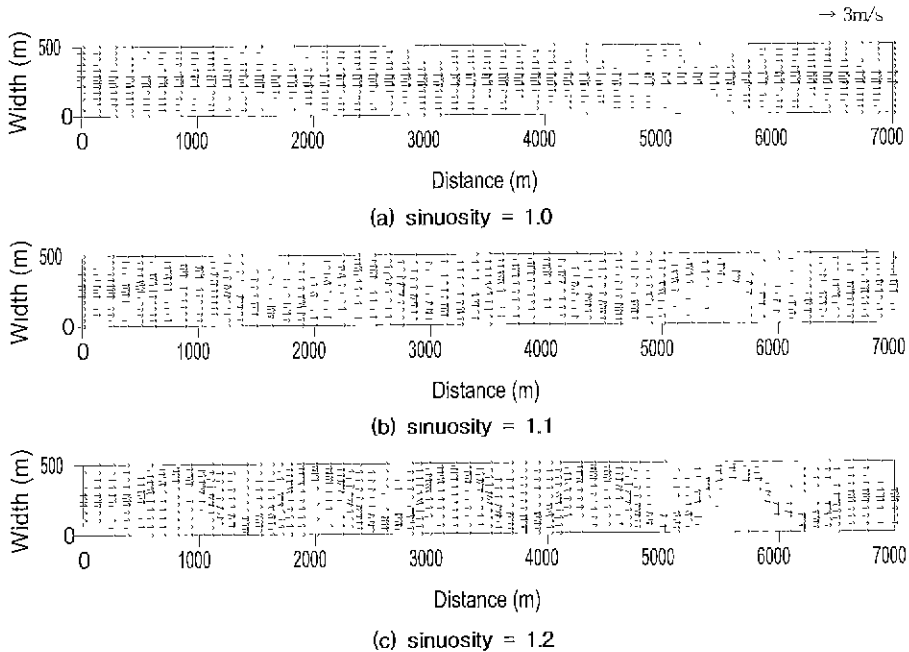 → 3m/s
Width (m)
500
0
0 1000 2000 3000 4000 5000 6000 7000
Distance (m)
(a) sinuosity = 1.0
Width (m)
500
0
0 1000 2000 3000 4000 5000 6000 7000
Distance (m)
(b) sinuosity = 1.1
Width (m)
500
0
0 1000 2000 3000 4000 5000 6000 7000
Distance (m)
(c) sinuosity = 1.2